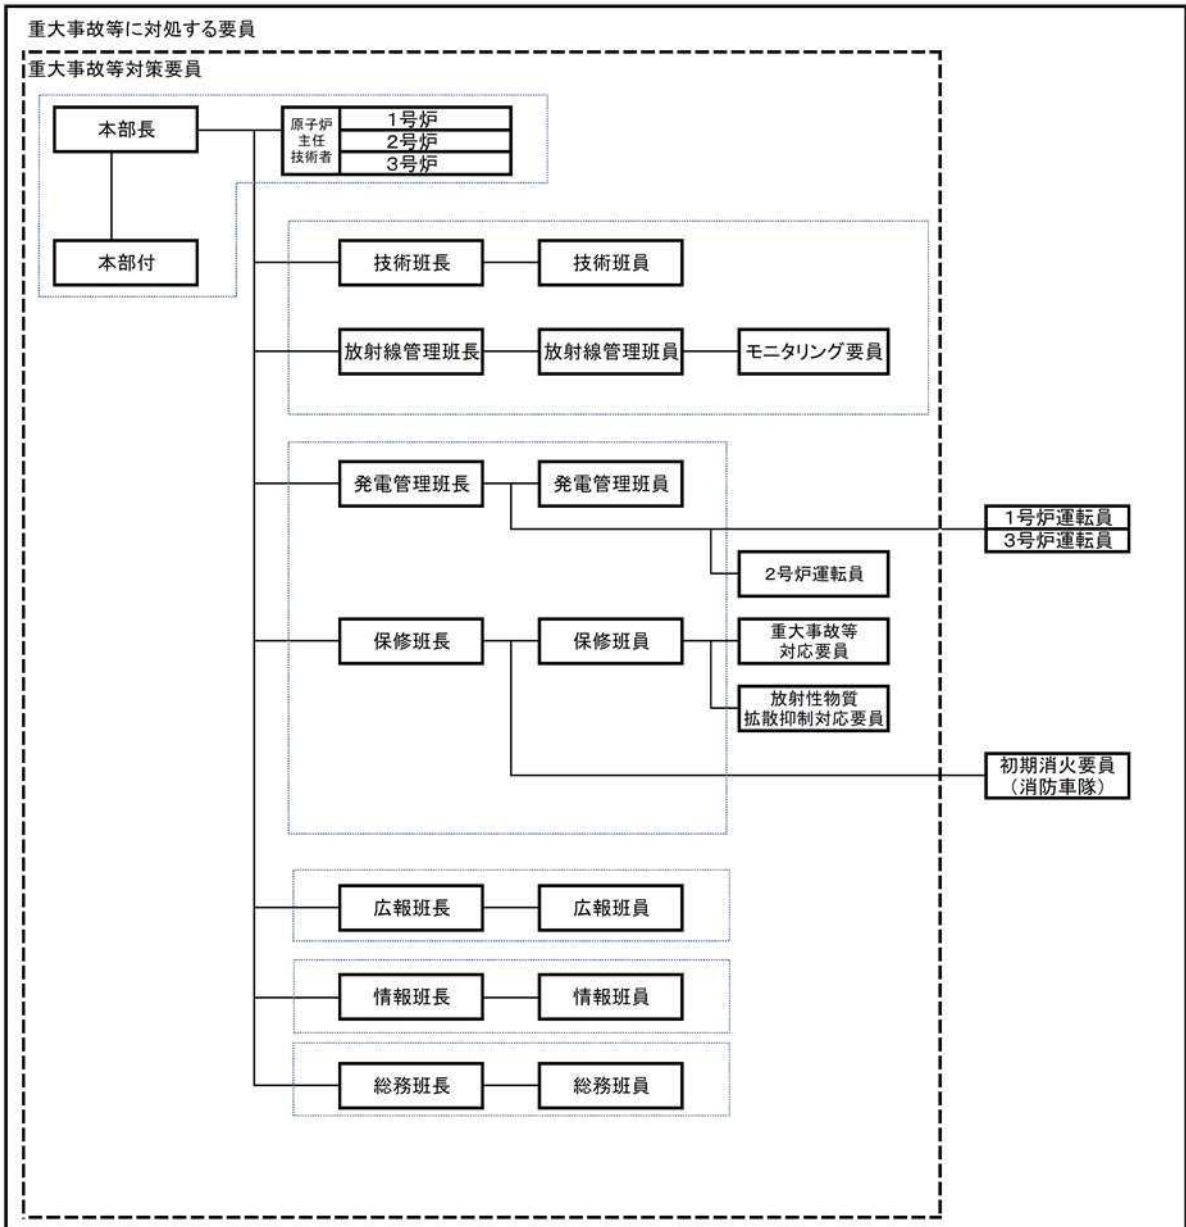 重大事故等に対処する要員
重大事故等対策要員
本部長
原子炉
主任
技術者
1号炉
2号炉
3号炉
本部付
技術班長
技術班員
放射線管理班長
放射線管理班員
モニタリング要員
発電管理班長
発電管理班員
1号炉運転員
3号炉運転員
2号炉運転員
保修班長
保修班員
重大事故等
対応要員
放射性物質
拡散抑制対応要員
初期消火要員
(消防車隊)
広報班長
広報班員
情報班長
情報班員
総務班長
総務班員